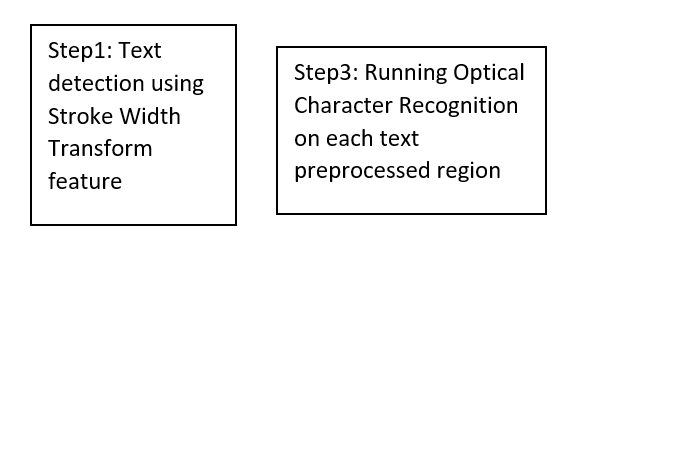 Step1: Text
detection using
Stroke Width
Transform
feature
Step3: Running Optical
Character Recognition
on each text
preprocessed region